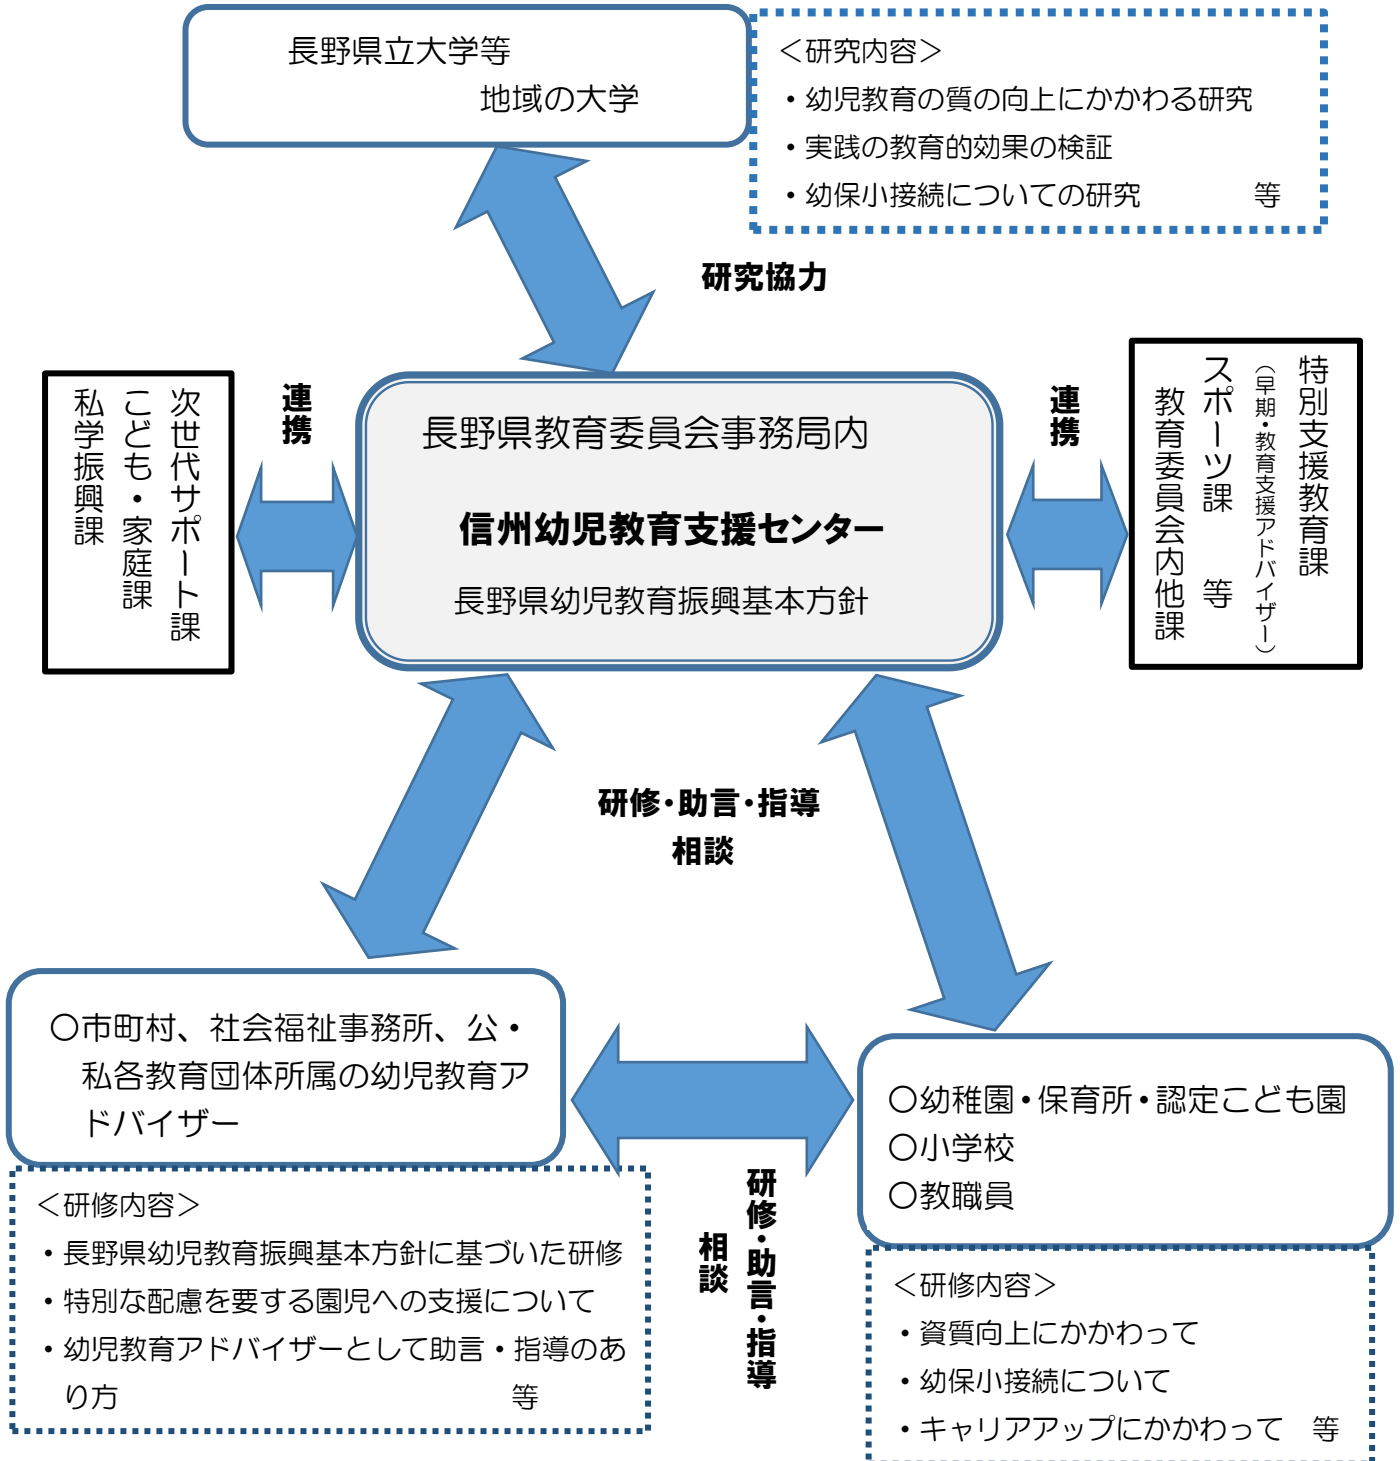 長野県立大学等
地域の大学
＜研究内容＞
・幼児教育の質の向上にかかわる研究
・実践の教育的効果の検証
・幼保小接続についての研究　　　　等
研究協力
次世代サポート課
こども・家庭課
私学振興課
連携
長野県教育委員会事務局内
信州幼児教育支援センター
長野県幼児教育振興基本方針
連携
特別支援教育課
（早期・教育支援アドバイザー）
スポーツ課　　等
教育委員会内他課
研修・助言・指導
相談
○市町村、社会福祉事務所、公・
私各教育団体所属の幼児教育ア
ドバイザー
＜研修内容＞
・長野県幼児教育振興基本方針に基づいた研修
・特別な配慮を要する園児への支援について
・幼児教育アドバイザーとして助言・指導のあ
り方　　　　等
研修・助言・指導
相談
○幼稚園・保育所・認定こども園
○小学校
○教職員
＜研修内容＞
・資質向上にかかわって
・幼保小接続について
・キャリアアップにかかわって　等